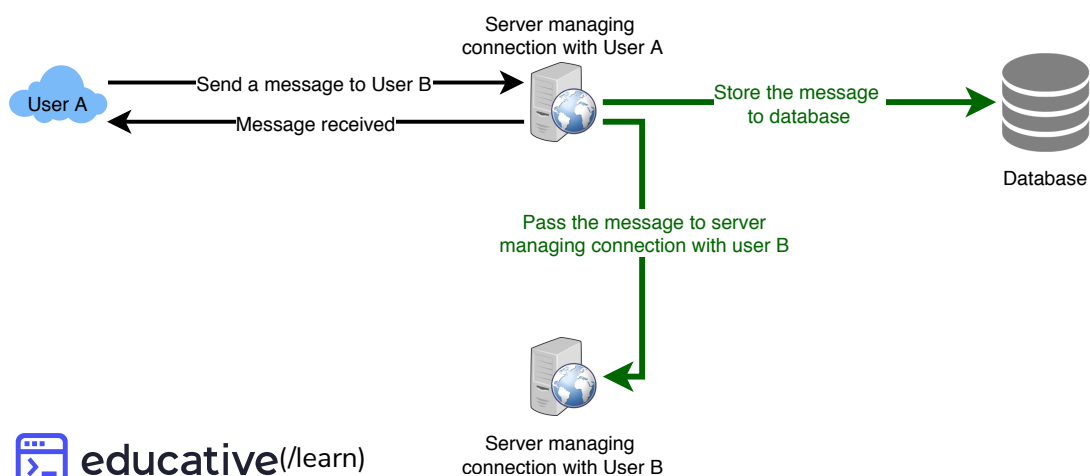 Server managing
connection with User A
User A
Send a message to User B
Message received
Store the message
to database
Database
Pass the message to server
managing connection with user B
educative(/learn)
Server managing
connection with User B